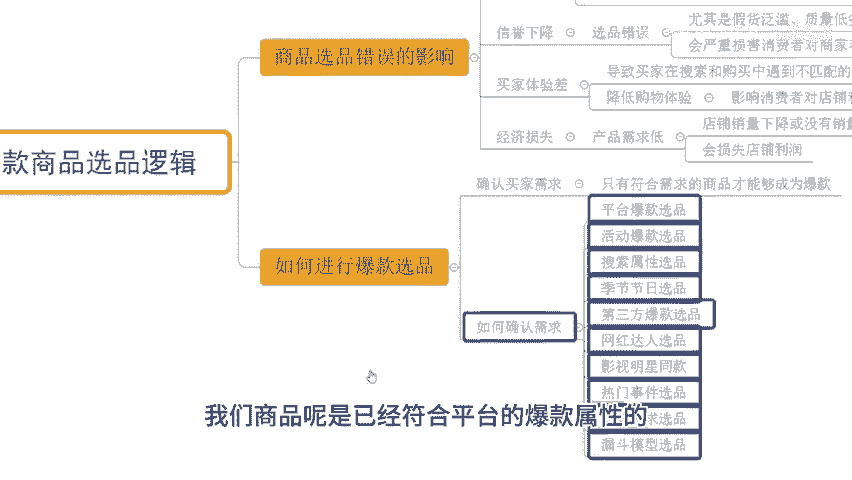 尤其是假货泛滥、质量低
信誉下降
选品错误
会严重损害消费者对商家
商品选品错误的影响
导致买家在搜索和购买中遇到不匹配的
买家体验差
降低购物体验
影响消费者对店铺
店铺销量下降或没有销
经济损失
产品需求低
会损失店铺利润
款商品选品逻辑
确认买家需求
只有符合需求的商品才能够成为爆款
平台爆款选品
活动爆款选品
搜索属性选品
如何进行爆款选品
季节节日选品
第三方爆款选品
如何确认需求
网红达人选品
影视明星同款
热门事件选品
求选品
漏斗模型选品
我们商品呢是已经符合平台的爆款属性的